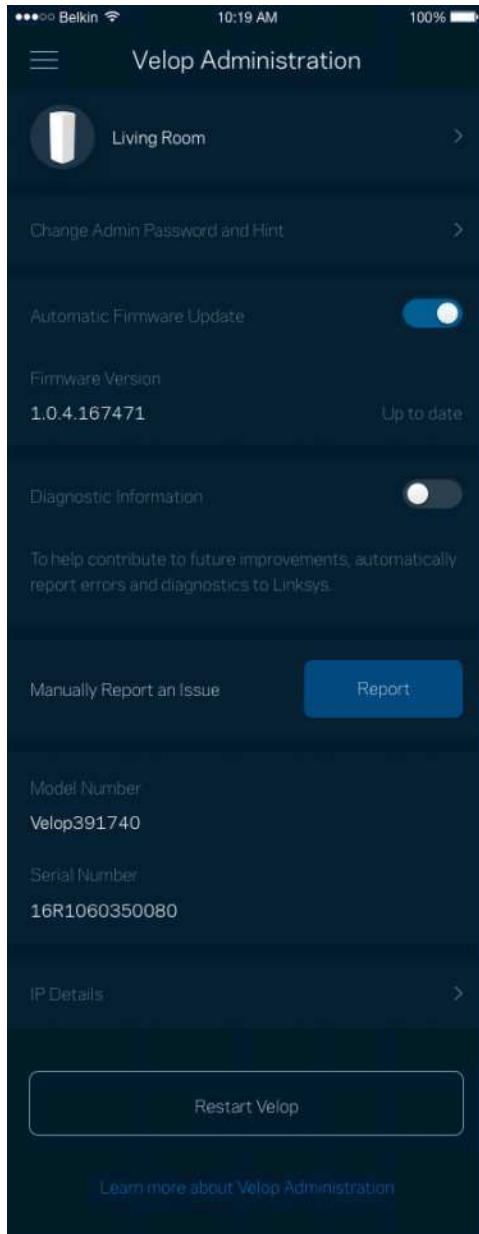 Belkin 10:19 AM 100%
Velop Administration
Living Room
Change Admin Password and Hint
Automatic Firmware Update
Firmware Version
1.0.4.167471 Up to date
Diagnostic Information
To help contribute to future improvements, automatically
report errors and diagnostics to Linksys.
Manually Report an Issue Report
Model Number
Velop391740
Serial Number
16R1060350080
IP Details
Restart Velop
Learn more about Velop Administration